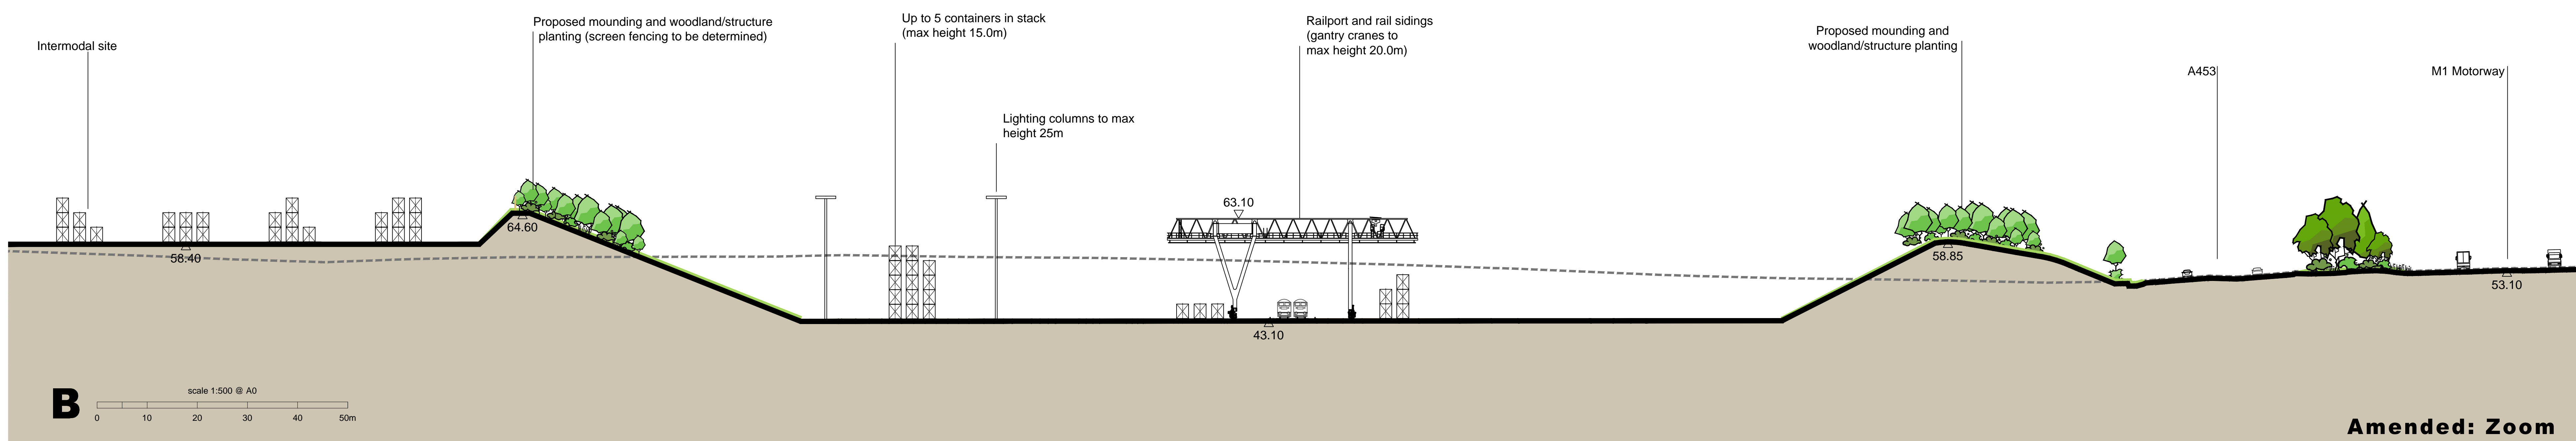 Intermodal site
Proposed mounding and woodland/structure
planting (screen fencing to be determined)
Up to 5 containers in stack
(max height 15.0m)
Lighting columns to max
height 25m
Railport and rail sidings
(gantry cranes to
max height 20.0m)
Proposed mounding and
woodland/structure planting
A453
M1 Motorway
63.10
64.60
58.40
58.85
53.10
43.10
B
scale 1:500 @ A0
0 10 20 30 40 50m
Amended: Zoom